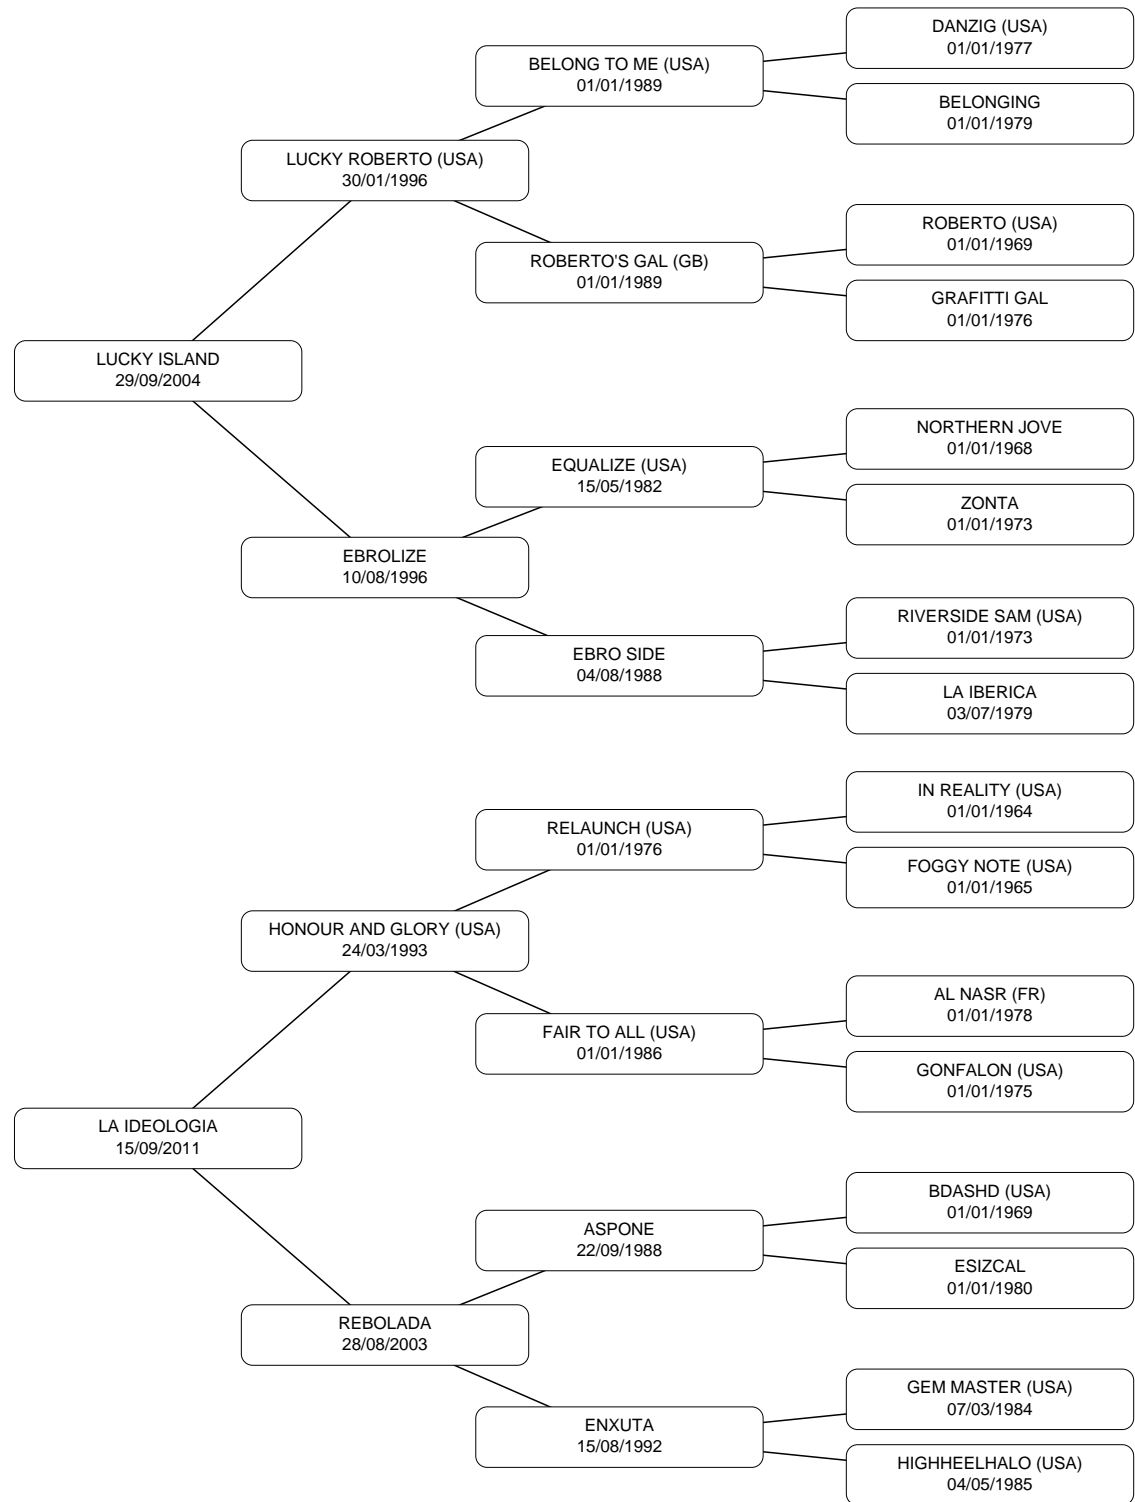 DANZIG (USA)
01/01/1977
BELONG TO ME (USA)
01/01/1989
BELONGING
01/01/1979
LUCKY ROBERTO (USA)
30/01/1996
ROBERTO (USA)
01/01/1969
ROBERTO'S GAL (GB)
01/01/1989
GRAFITTI GAL
01/01/1976
LUCKY ISLAND
29/09/2004
NORTHERN JOVE
01/01/1968
EQUALIZE (USA)
15/05/1982
ZONTA
01/01/1973
EBROLIZE
10/08/1996
RIVERSIDE SAM (USA)
01/01/1973
EBRO SIDE
04/08/1988
LA IBERICA
03/07/1979
IN REALITY (USA)
01/01/1964
RELAUNCH (USA)
01/01/1976
FOGGY NOTE (USA)
01/01/1965
HONOUR AND GLORY (USA)
24/03/1993
AL NASR (FR)
01/01/1978
FAIR TO ALL (USA)
01/01/1986
GONFALON (USA)
01/01/1975
LA IDEOLOGIA
15/09/2011
BDASHD (USA)
01/01/1969
ASPONE
22/09/1988
ESIZCAL
01/01/1980
REBOLADA
28/08/2003
GEM MASTER (USA)
07/03/1984
ENXUTA
15/08/1992
HIGHHEELHALO (USA)
04/05/1985